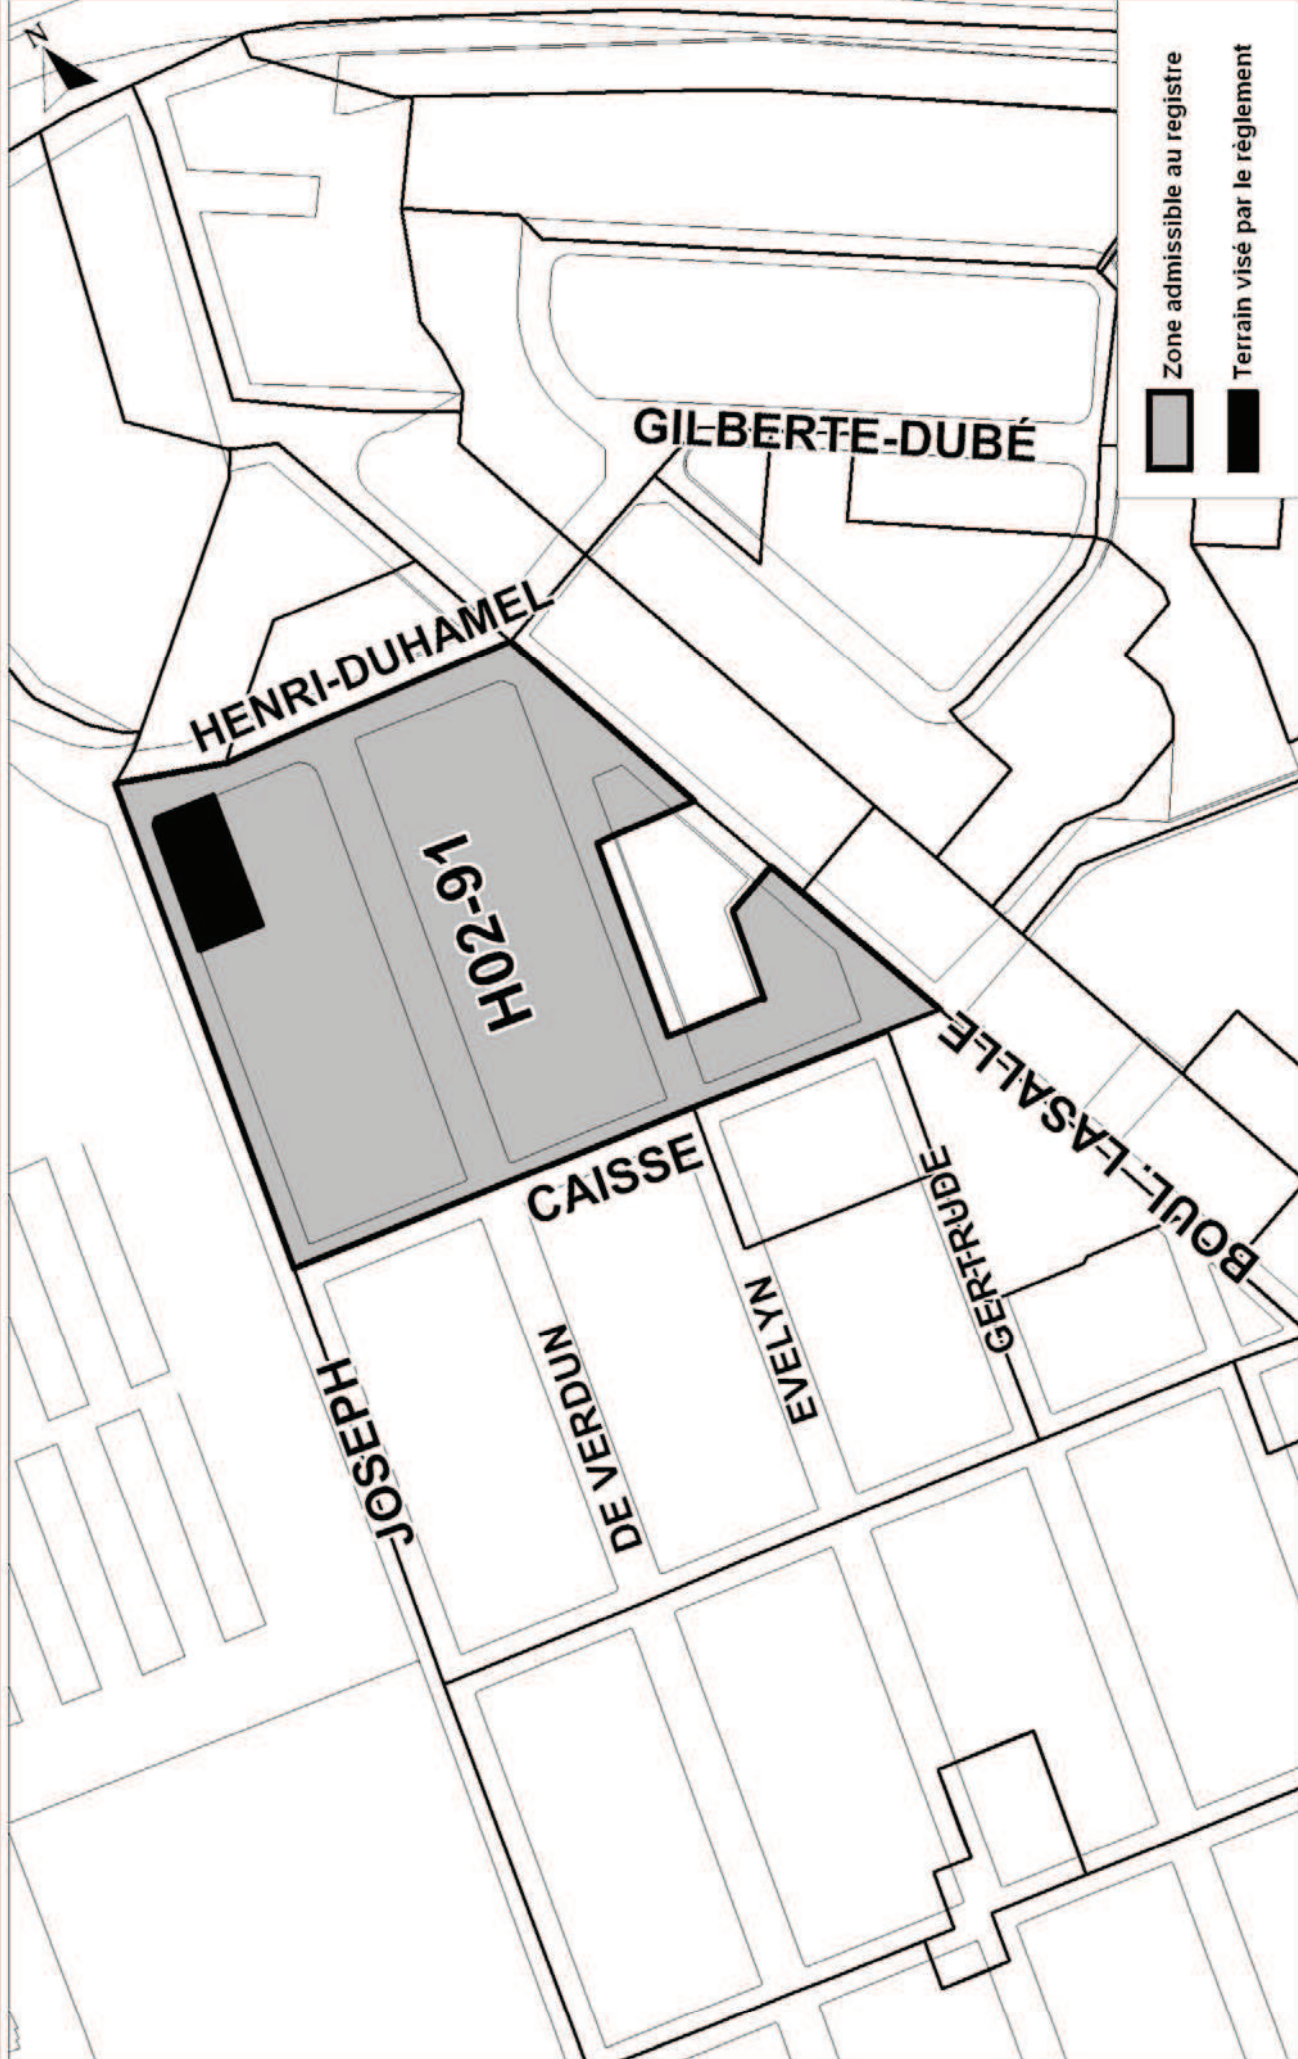 N
HENRI-DUHAMEL
GILBERTE-DUBÉ
H02-91
CAISSE
JOSEPH
DE VERDUN
EVELYN
GERTRUDE
BOUL. LASALLE
Zone admissible au registre
Terrain visé par le règlement